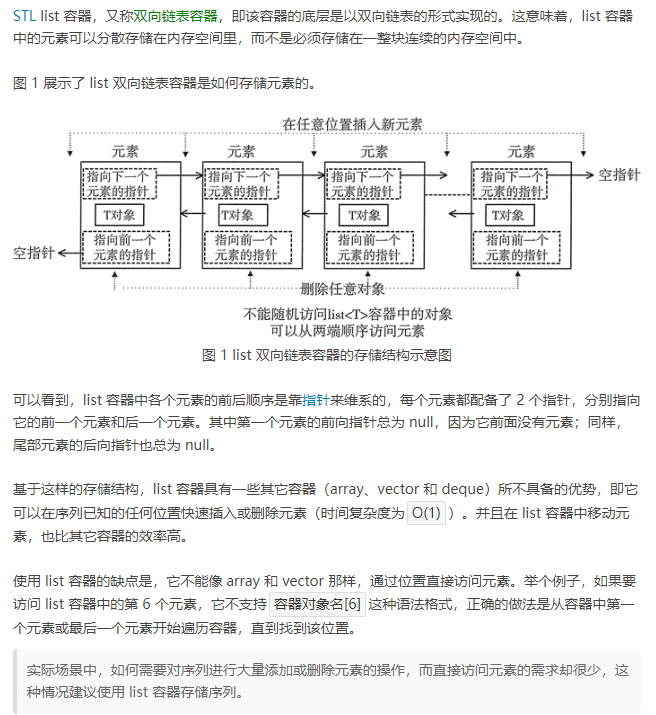 STL list 容器，又称双向链表容器，即该容器的底层是以双向链表的形式实现的。这意味着，list 容器
中的元素可以分散存储在内存空间里，而不是必须存储在一整块连续的内存空间中。
图 1 展示了 list 双向链表容器是如何存储元素的。
在任意位置插入新元素
元素 元素 元素 元素
指向下一个元素的指针 指向下一个元素的指针 指向下一个元素的指针 指向下一个元素的指针 空指针
T对象 T对象 T对象 T对象
空指针 指向前一个元素的指针 指向前一个元素的指针 指向前一个元素的指针 指向前一个元素的指针
删除任意对象
不能随机访问list<T>容器中的对象
可以从两端顺序访问元素
图 1 list 双向链表容器的存储结构示意图
可以看到，list 容器中各个元素的前后顺序是靠指针来维系的，每个元素都配备了 2 个指针，分别指向
它的前一个元素和后一个元素。其中第一个元素的前向指针总为 null，因为它前面没有元素；同样，
尾部元素的后向指针也总为 null。
基于这样的存储结构，list 容器具有一些其它容器（array、vector 和 deque）所不具备的优势，即它
可以在序列已知的任何位置快速插入或删除元素（时间复杂度为 O(1) ）。并且在 list 容器中移动元
素，也比其它容器的效率高。
使用 list 容器的缺点是，它不能像 array 和 vector 那样，通过位置直接访问元素。举个例子，如果要
访问 list 容器中的第 6 个元素，它不支持 容器对象名[6] 这种语法格式，正确的做法是从容器中第一
个元素或最后一个元素开始遍历容器，直到找到该位置。
实际场景中，如何需要对序列进行大量添加或删除元素的操作，而直接访问元素的需求却很少，这
种情况建议使用 list 容器存储序列。